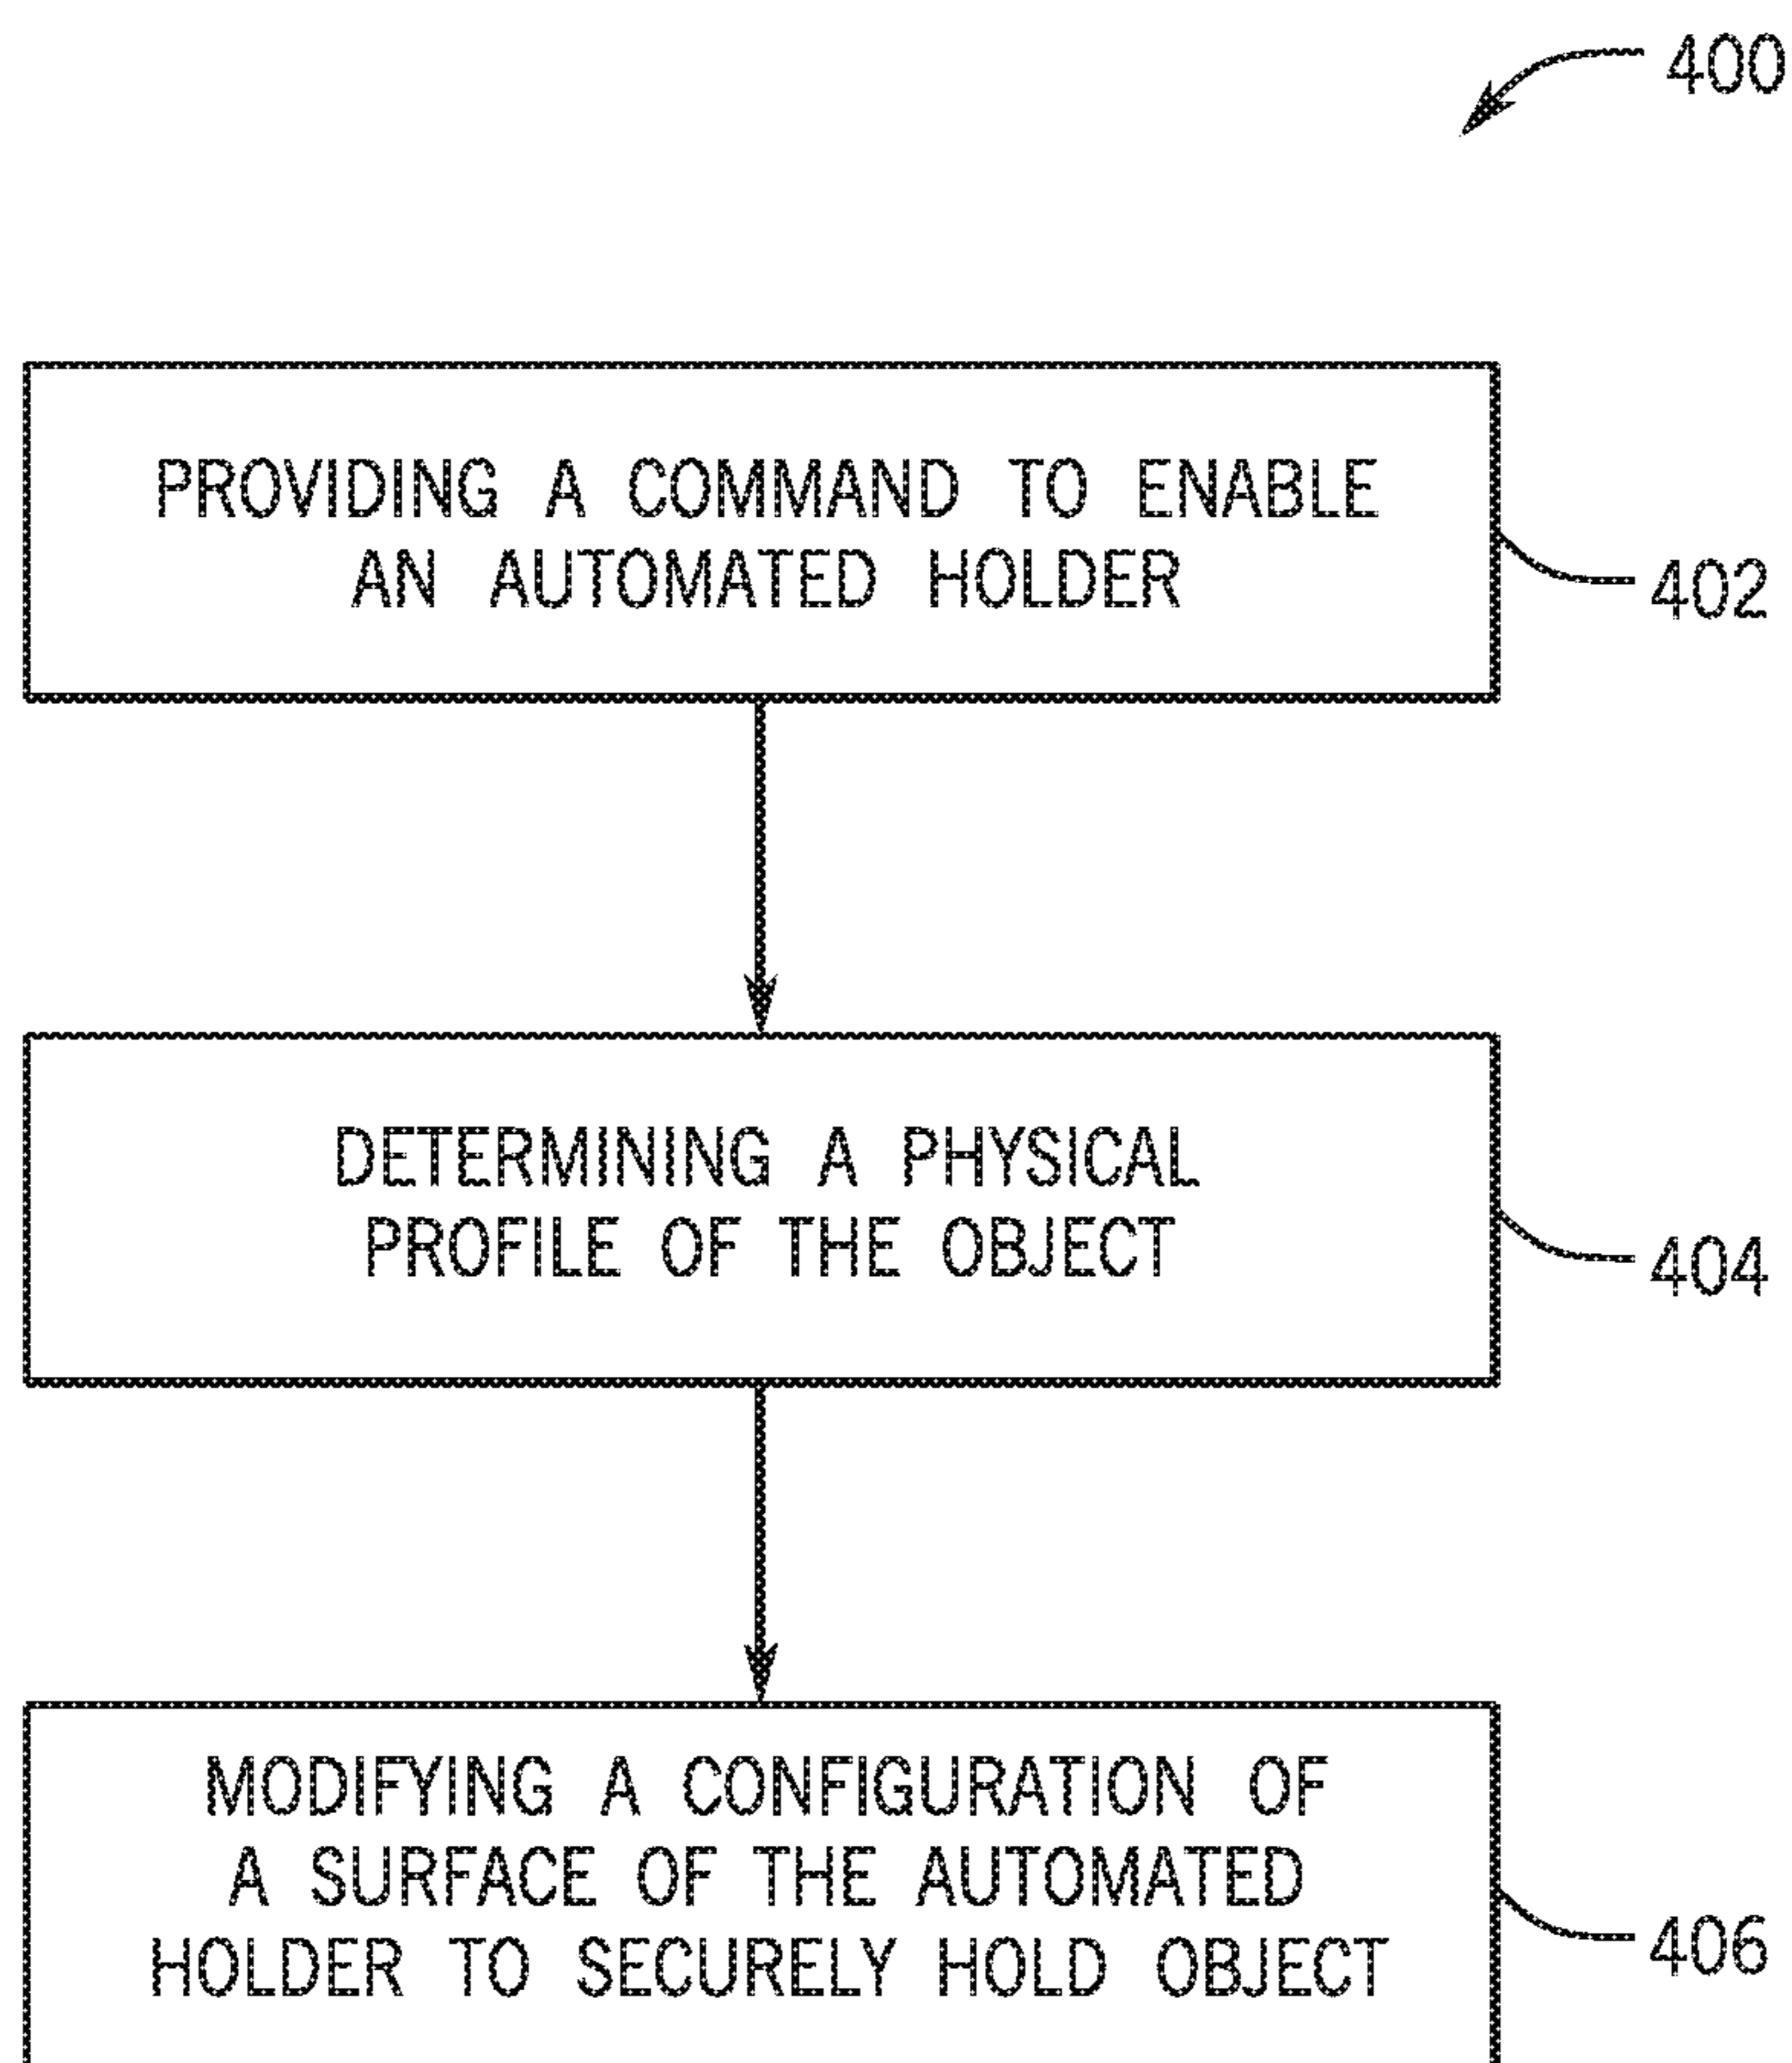 400
PROVIDING A COMMAND TO ENABLE
AN AUTOMATED HOLDER
402
DETERMINING A PHYSICAL
PROFILE OF THE OBJECT
404
MODIFYING A CONFIGURATION OF
A SURFACE OF THE AUTOMATED
HOLDER TO SECURELY HOLD OBJECT
406